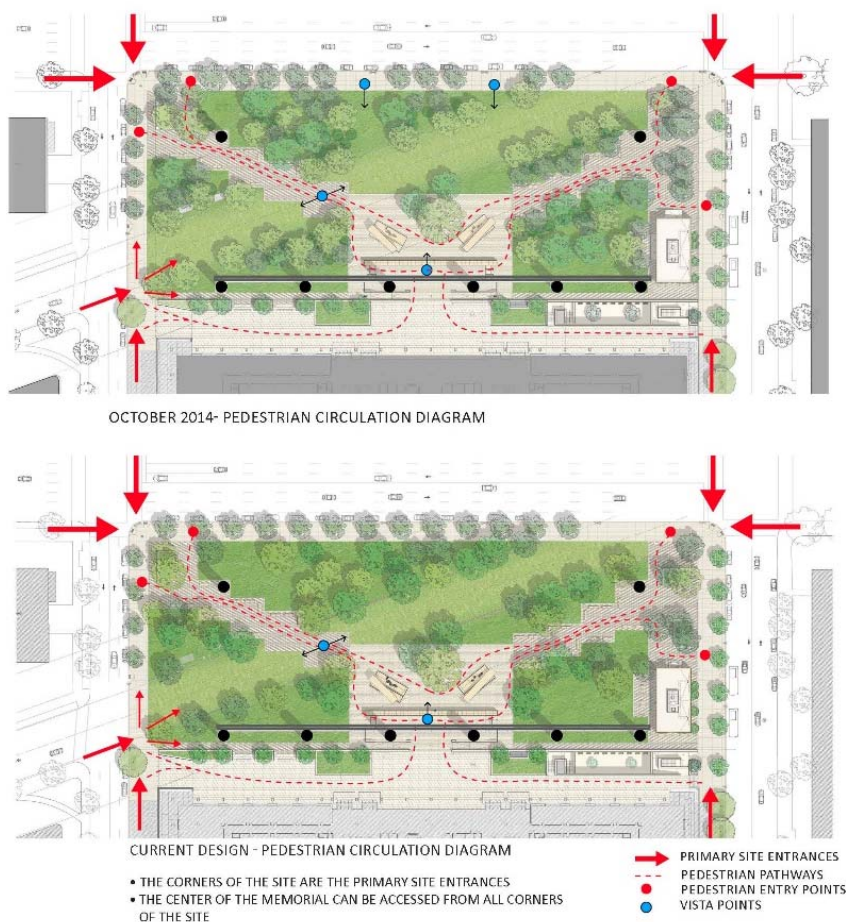 OCTOBER 2014- PEDESTRIAN CIRCULATION DIAGRAM
CURRENT DESIGN - PEDESTRIAN CIRCULATION DIAGRAM
• THE CORNERS OF THE SITE ARE THE PRIMARY SITE ENTRANCES
• THE CENTER OF THE MEMORIAL CAN BE ACCESSED FROM ALL CORNERS
OF THE SITE
PRIMARY SITE ENTRANCES
PEDESTRIAN PATHWAYS
PEDESTRIAN ENTRY POINTS
VISTA POINTS